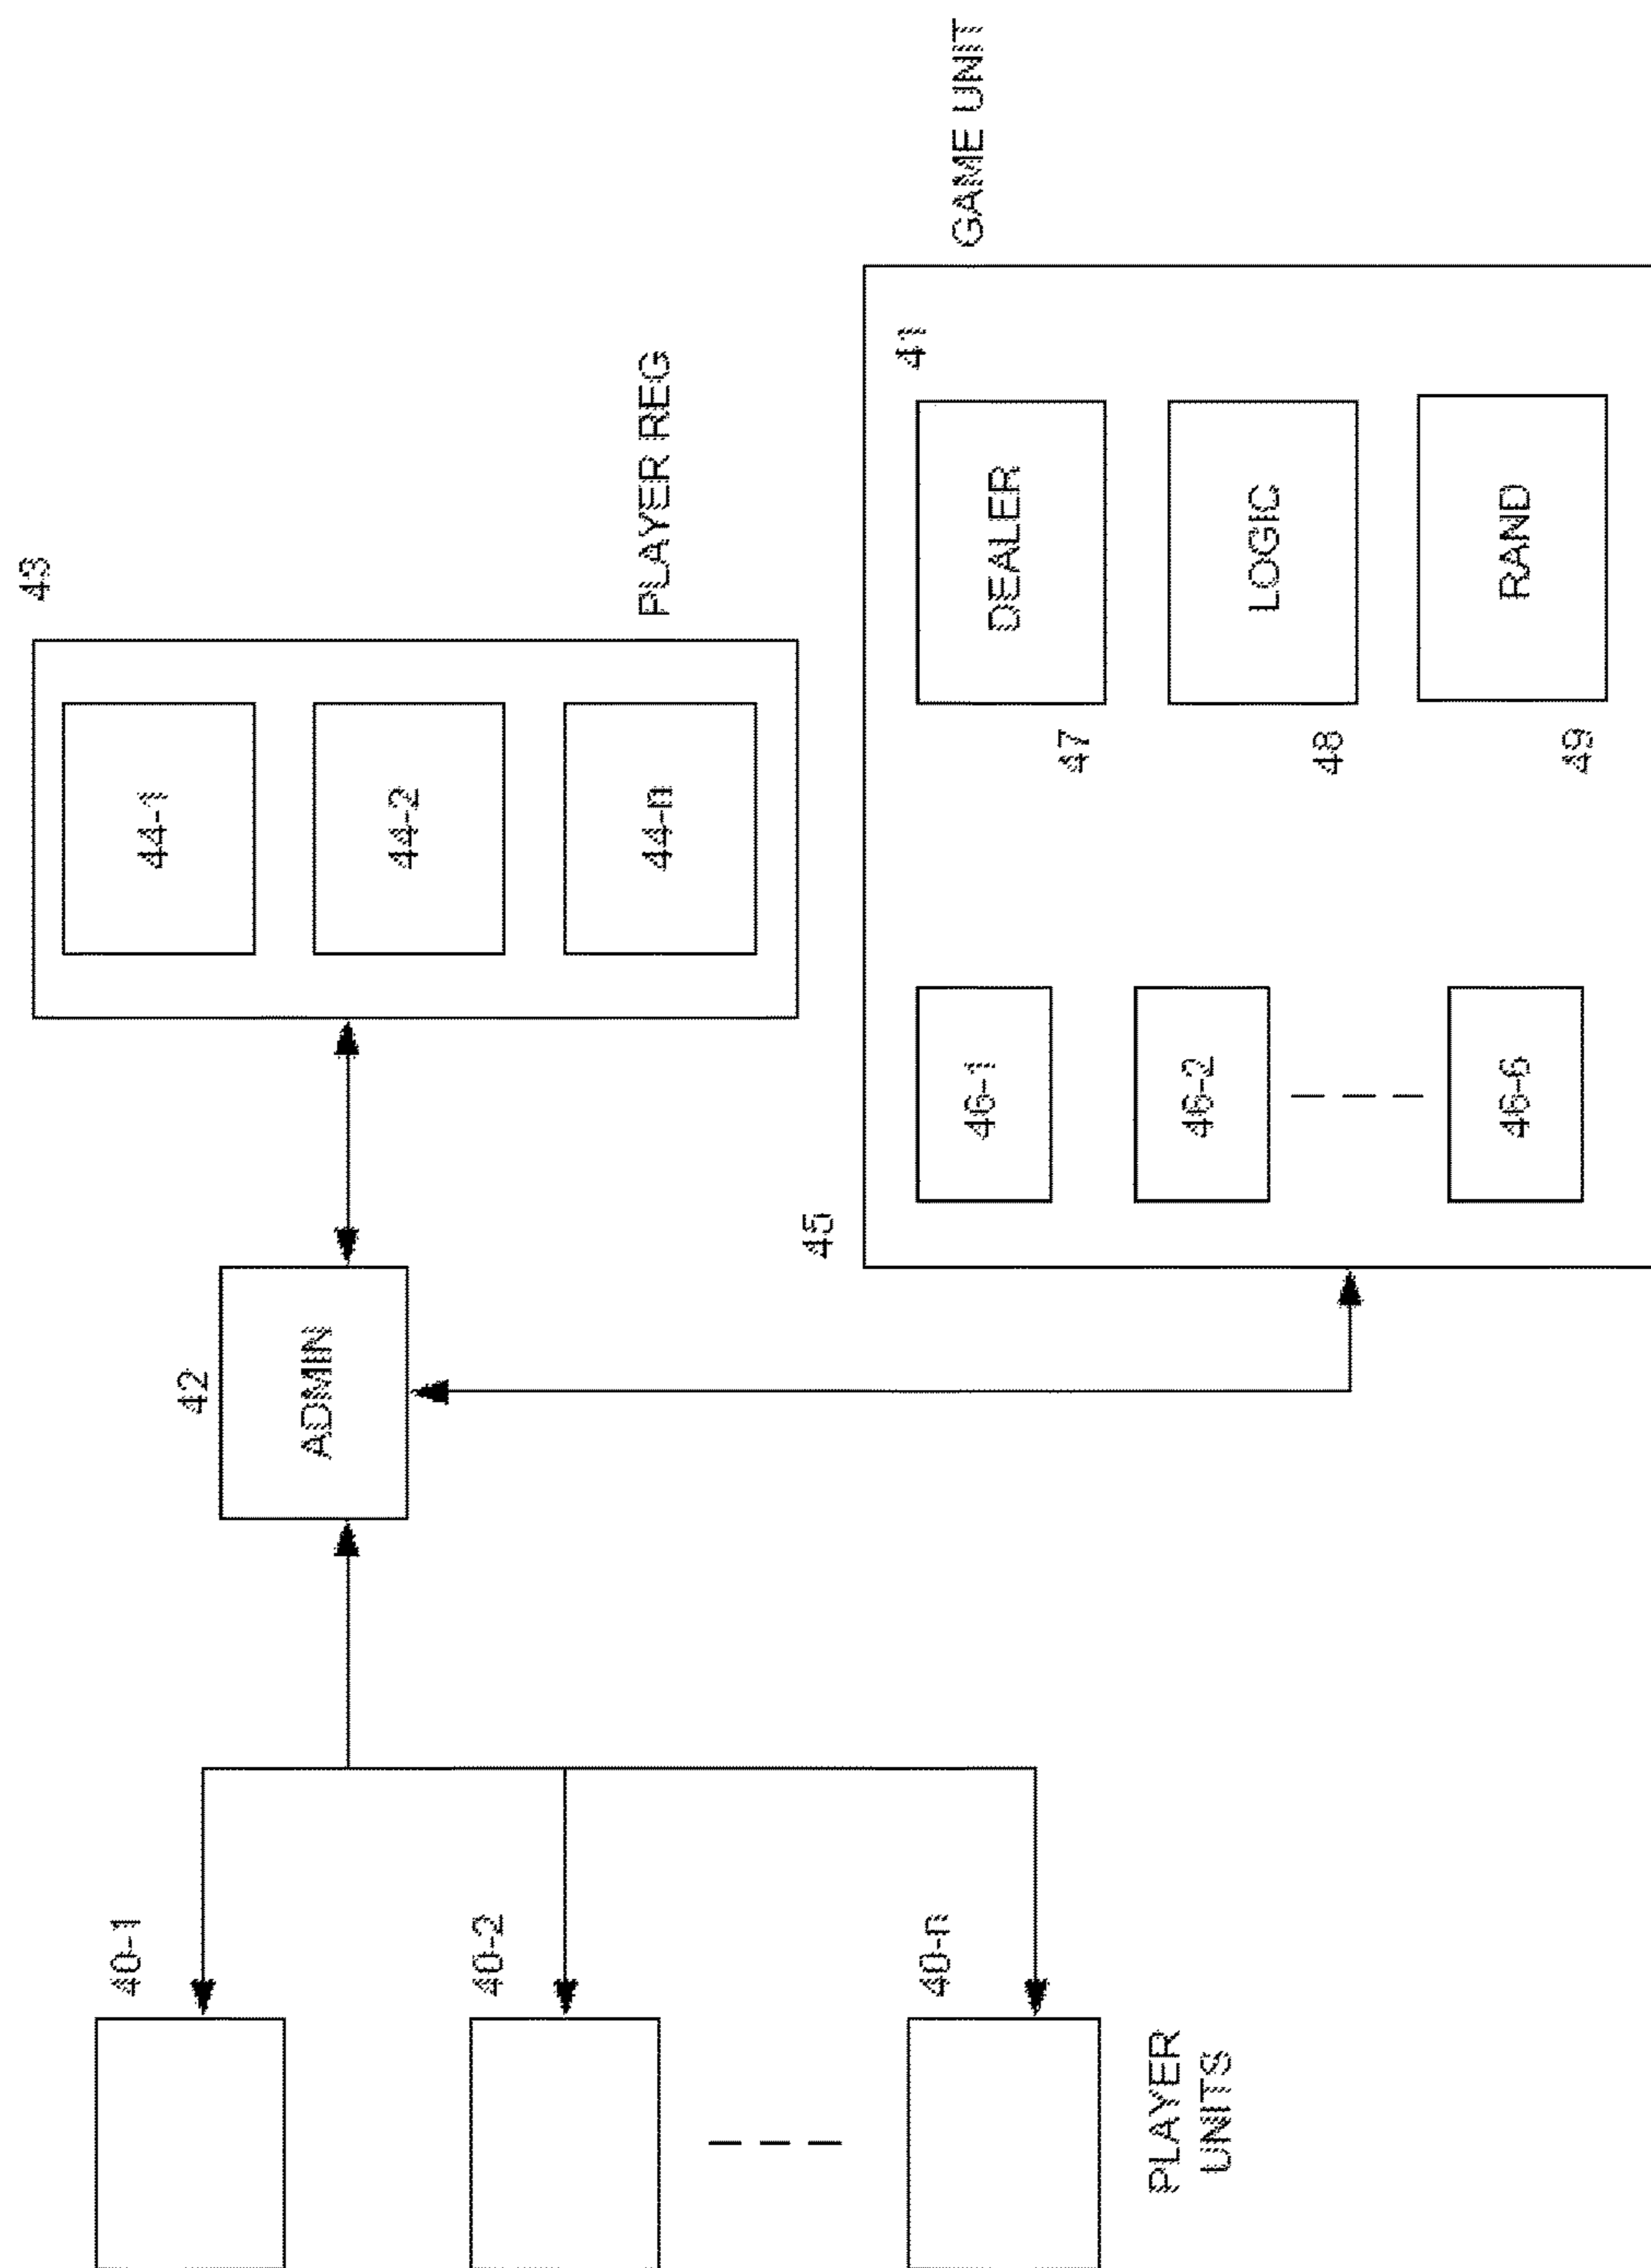 40-1
40-2
40-n
PLAYER
UNITS
42
ADMIN
43
44-1
44-2
44-n
PLAYER REG
45
46-1
46-2
46-6
41
GAME UNIT
DEALER
47
LOGIC
48
RAND
49